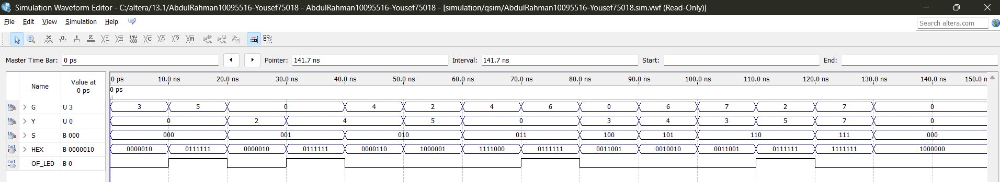 Simulation Waveform Editor - C:/altera/13.1/AbdulRahman10095516-Yousef75018 - AbdulRahman10095516-Yousef75018 - [simulation/qsim/AbdulRahman10095516-Yousef75018.sim.vwf (Read-Only)]
File Edit View Simulation Help
Search altera.com
Master Time Bar: 0 ps Pointer: 141.7 ns Interval: 141.7 ns Start: End:
Name Value at 0 ps 0 ps 10.0 ns 20.0 ns 30.0 ns 40.0 ns 50.0 ns 60.0 ns 70.0 ns 80.0 ns 90.0 ns 100.0 ns 110.0 ns 120.0 ns 130.0 ns 140.0 ns 150.0 n
0 ps
in G U 3 3 5 0 4 2 4 6 0 6 7 2 7 0
in Y U 0 0 2 4 5 0 3 4 3 5 7 0
in S B 000 000 001 010 011 100 101 110 111 000
out HEX B 0000010 0000010 0111111 0000010 0111111 0000110 1000001 1111000 0111111 0011001 0010010 0011001 0111111 1111111 1000000
out OF_LED B 0